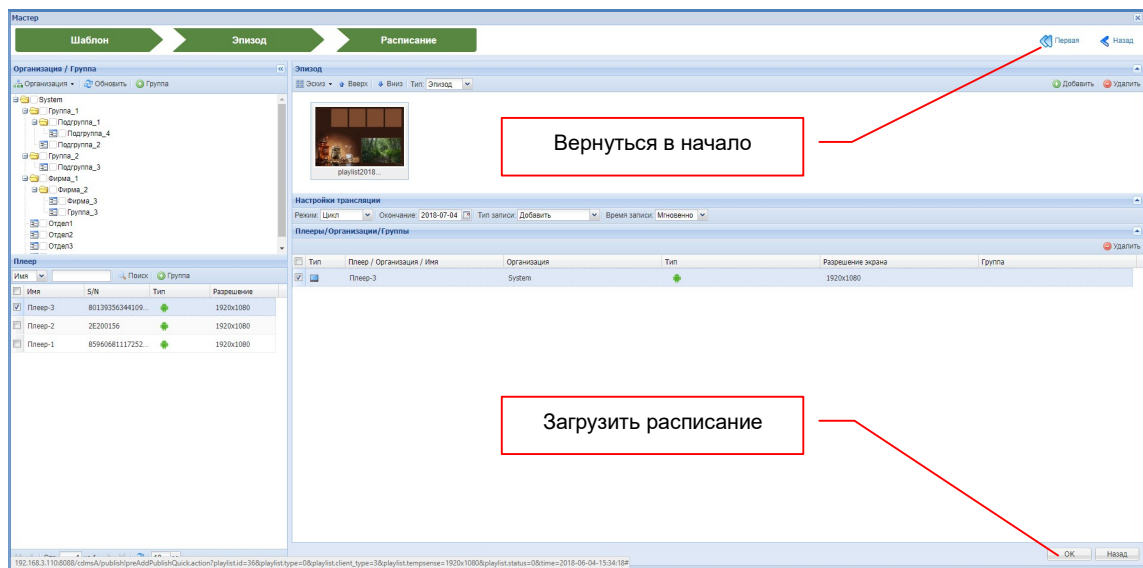 Мастер
Шаблон
Эпизод
Расписание
Первая
Назад
Организация / Группа
Организация
Обновить
Группа
System
Группа_1
Подгруппа_1
Подгруппа_4
Подгруппа_2
Группа_2
Подгруппа_3
Фирма_1
Фирма_2
Фирма_3
Группа_3
Отдел1
Отдел2
Отдел3
Плеер
Имя
Поиск
Группа
Имя S/N Тип Разрешение
Плеер-3 80139356344109... 1920x1080
Плеер-2 2E200156 1920x1080
Плеер-1 85960681117252... 1920x1080
Эпизод
Эскиз Вверх Вниз Тип: Эпизод Добавить Удалить
playlist2018...
Вернуться в начало
Настройки трансляции
Режим: Цикл Окончание: 2018-07-04 Тип записи: Добавить Время записи: Мгновенно
Плееры/Организации/Группы
Удалить
Тип Плеер / Организация / Имя Организация Тип Разрешение экрана Группа
Плеер-3 System 1920x1080
Загрузить расписание
OK Назад
192.168.3.110:8088/cdmsA/publish!preAddPublishQuick.action?playlist.id=36&playlist.type=0&playlist.client_type=3&playlist.tempsense=1920x1080&playlist.status=0&time=2018-06-04-15:34:18#